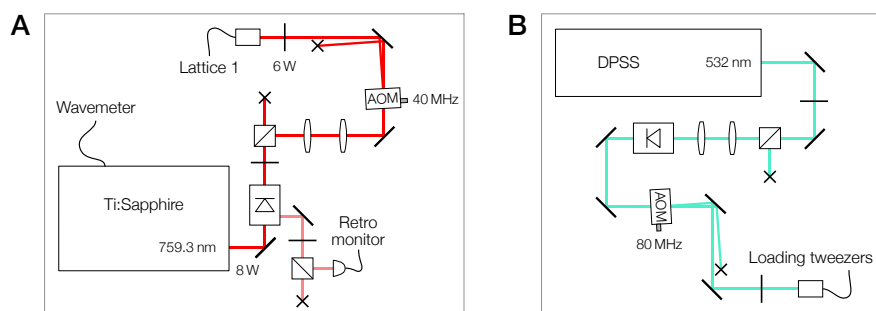 A
Lattice 1
6 W
AOM
40 MHz
Wavemeter
Ti:Sapphire
759.3 nm
8 W
Retro
monitor
B
DPSS
532 nm
AOM
80 MHz
Loading tweezers